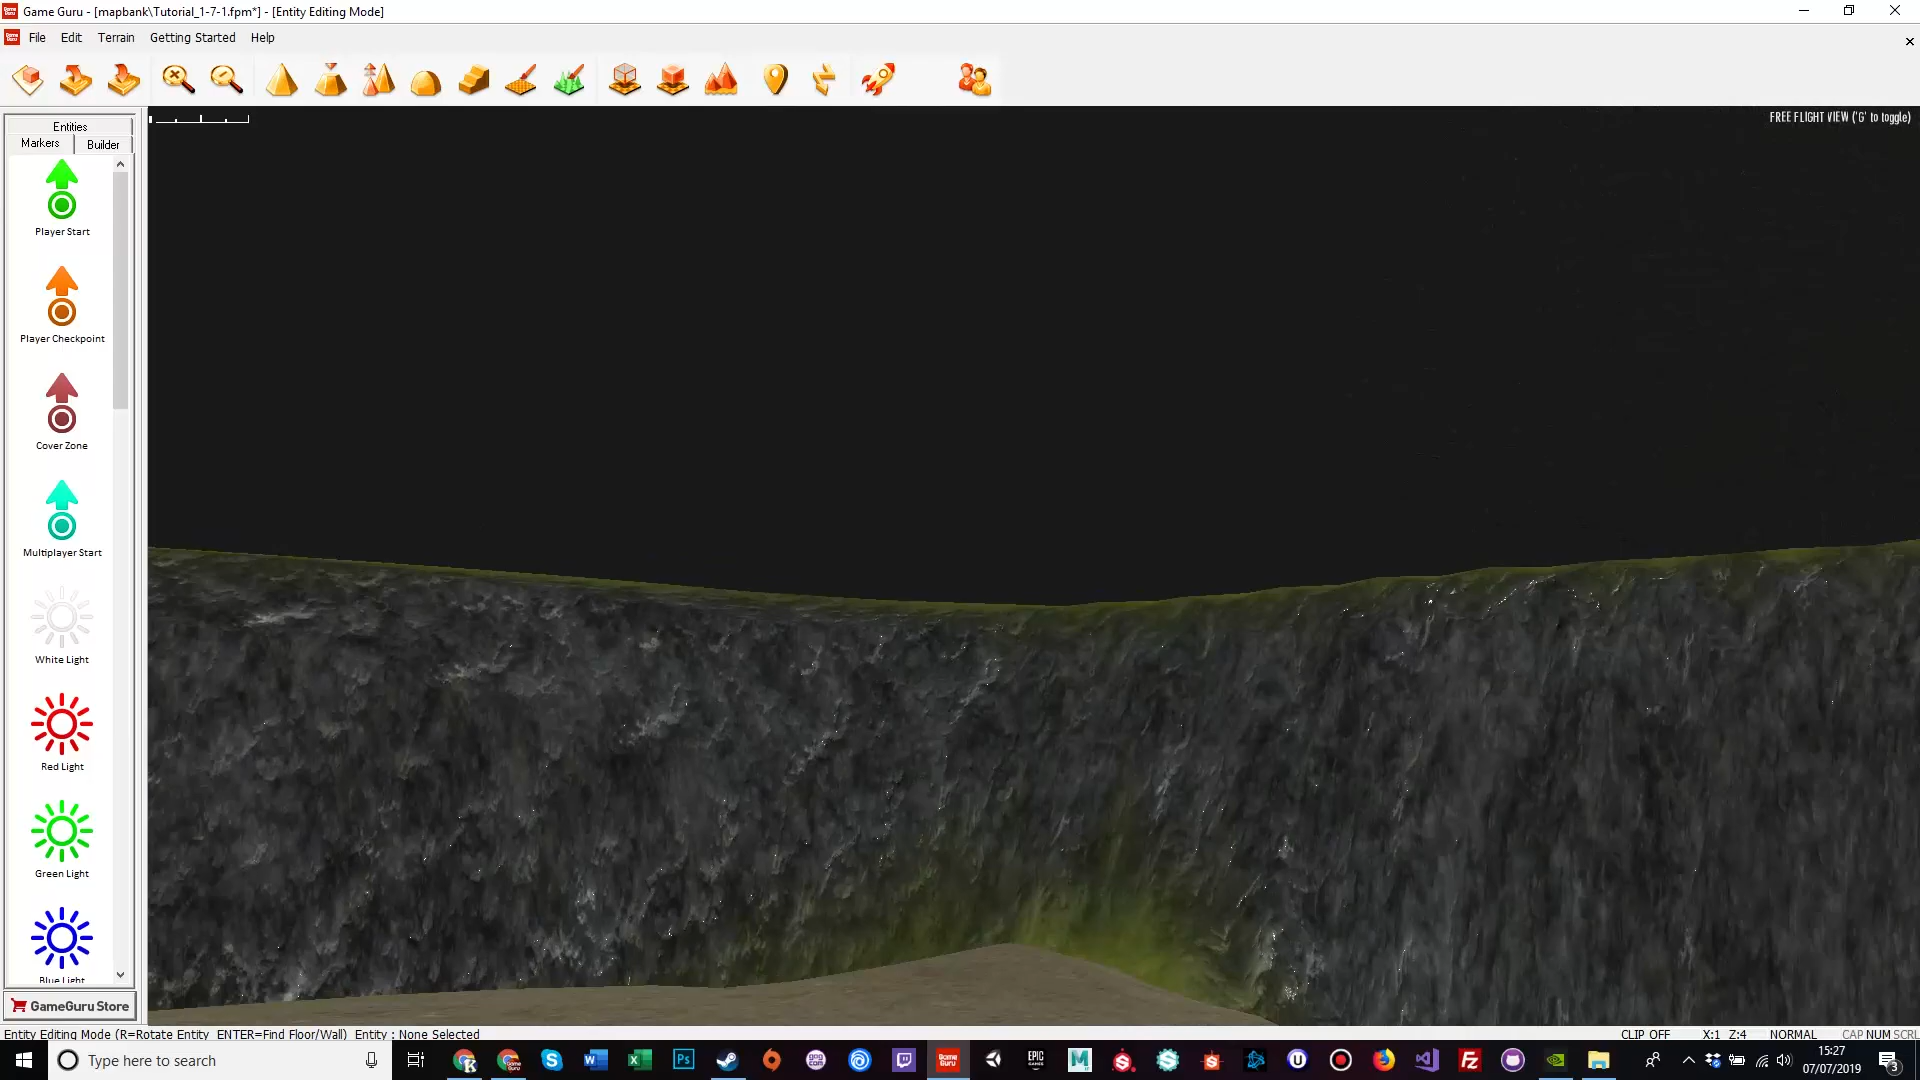 Game Guru - [mapbank\Tutorial_1-7-1.fpm*] - [Entity Editing Mode]
File Edit Terrain Getting Started Help
FREE FLIGHT VIEW ('G' to toggle)
Entities
Markers Builder
Player Start
Player Checkpoint
Cover Zone
Multiplayer Start
White Light
Red Light
Green Light
Blue Light
GameGuru Store
Entity Editing Mode (R=Rotate Entity ENTER=Find Floor/Wall) Entity : None Selected
CLIP OFF X:1 Z:4 NORMAL CAP NUM SCRL
Type here to search
15:27
07/07/2019
3